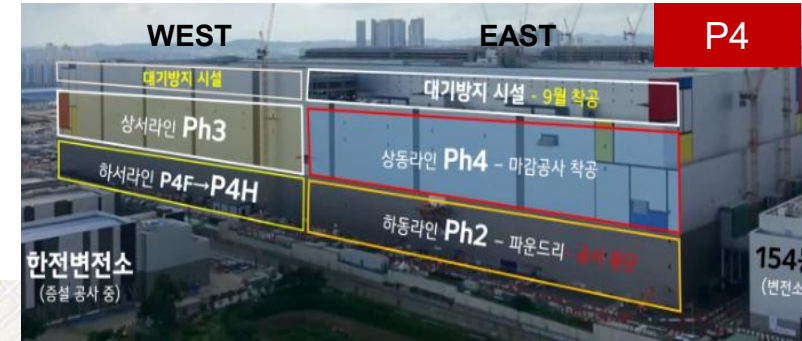 WEST
EAST
P4
대기방지 시설
대기방지 시설 - 9월 착공
상서라인 Ph3
상동라인 Ph4 – 마감공사 착공
하서라인 P4F→P4H
하동라인 Ph2 – 파운드리 - 공사 중단
한전변전소
(증설 공사 중)
154
(변전소